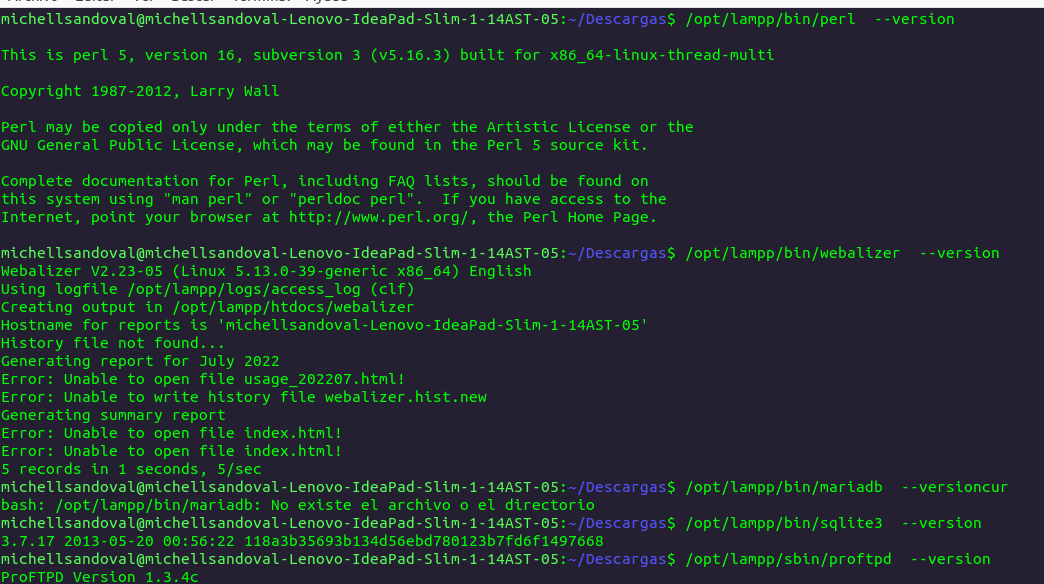 michellsandoval@michellsandoval-Lenovo-IdeaPad-Slim-1-14AST-05:~/Descargas$ /opt/lampp/bin/perl  --version
This is perl 5, version 16, subversion 3 (v5.16.3) built for x86_64-linux-thread-multi
Copyright 1987-2012, Larry Wall
Perl may be copied only under the terms of either the Artistic License or the
GNU General Public License, which may be found in the Perl 5 source kit.
Complete documentation for Perl, including FAQ lists, should be found on
this system using "man perl" or "perldoc perl".  If you have access to the
Internet, point your browser at http://www.perl.org/, the Perl Home Page.
michellsandoval@michellsandoval-Lenovo-IdeaPad-Slim-1-14AST-05:~/Descargas$ /opt/lampp/bin/webalizer  --version
Webalizer V2.23-05 (Linux 5.13.0-39-generic x86_64) English
Using logfile /opt/lampp/logs/access_log (clf)
Creating output in /opt/lampp/htdocs/webalizer
Hostname for reports is 'michellsandoval-Lenovo-IdeaPad-Slim-1-14AST-05'
History file not found...
Generating report for July 2022
Error: Unable to open file usage_202207.html!
Error: Unable to write history file webalizer.hist.new
Generating summary report
Error: Unable to open file index.html!
Error: Unable to open file index.html!
5 records in 1 seconds, 5/sec
michellsandoval@michellsandoval-Lenovo-IdeaPad-Slim-1-14AST-05:~/Descargas$ /opt/lampp/bin/mariadb  --versioncur
bash: /opt/lampp/bin/mariadb: No existe el archivo o el directorio
michellsandoval@michellsandoval-Lenovo-IdeaPad-Slim-1-14AST-05:~/Descargas$ /opt/lampp/bin/sqlite3  --version
3.7.17 2013-05-20 00:56:22 118a3b35693b134d56ebd780123b7fd6f1497668
michellsandoval@michellsandoval-Lenovo-IdeaPad-Slim-1-14AST-05:~/Descargas$ /opt/lampp/sbin/proftpd  --version
ProFTPD Version 1.3.4c